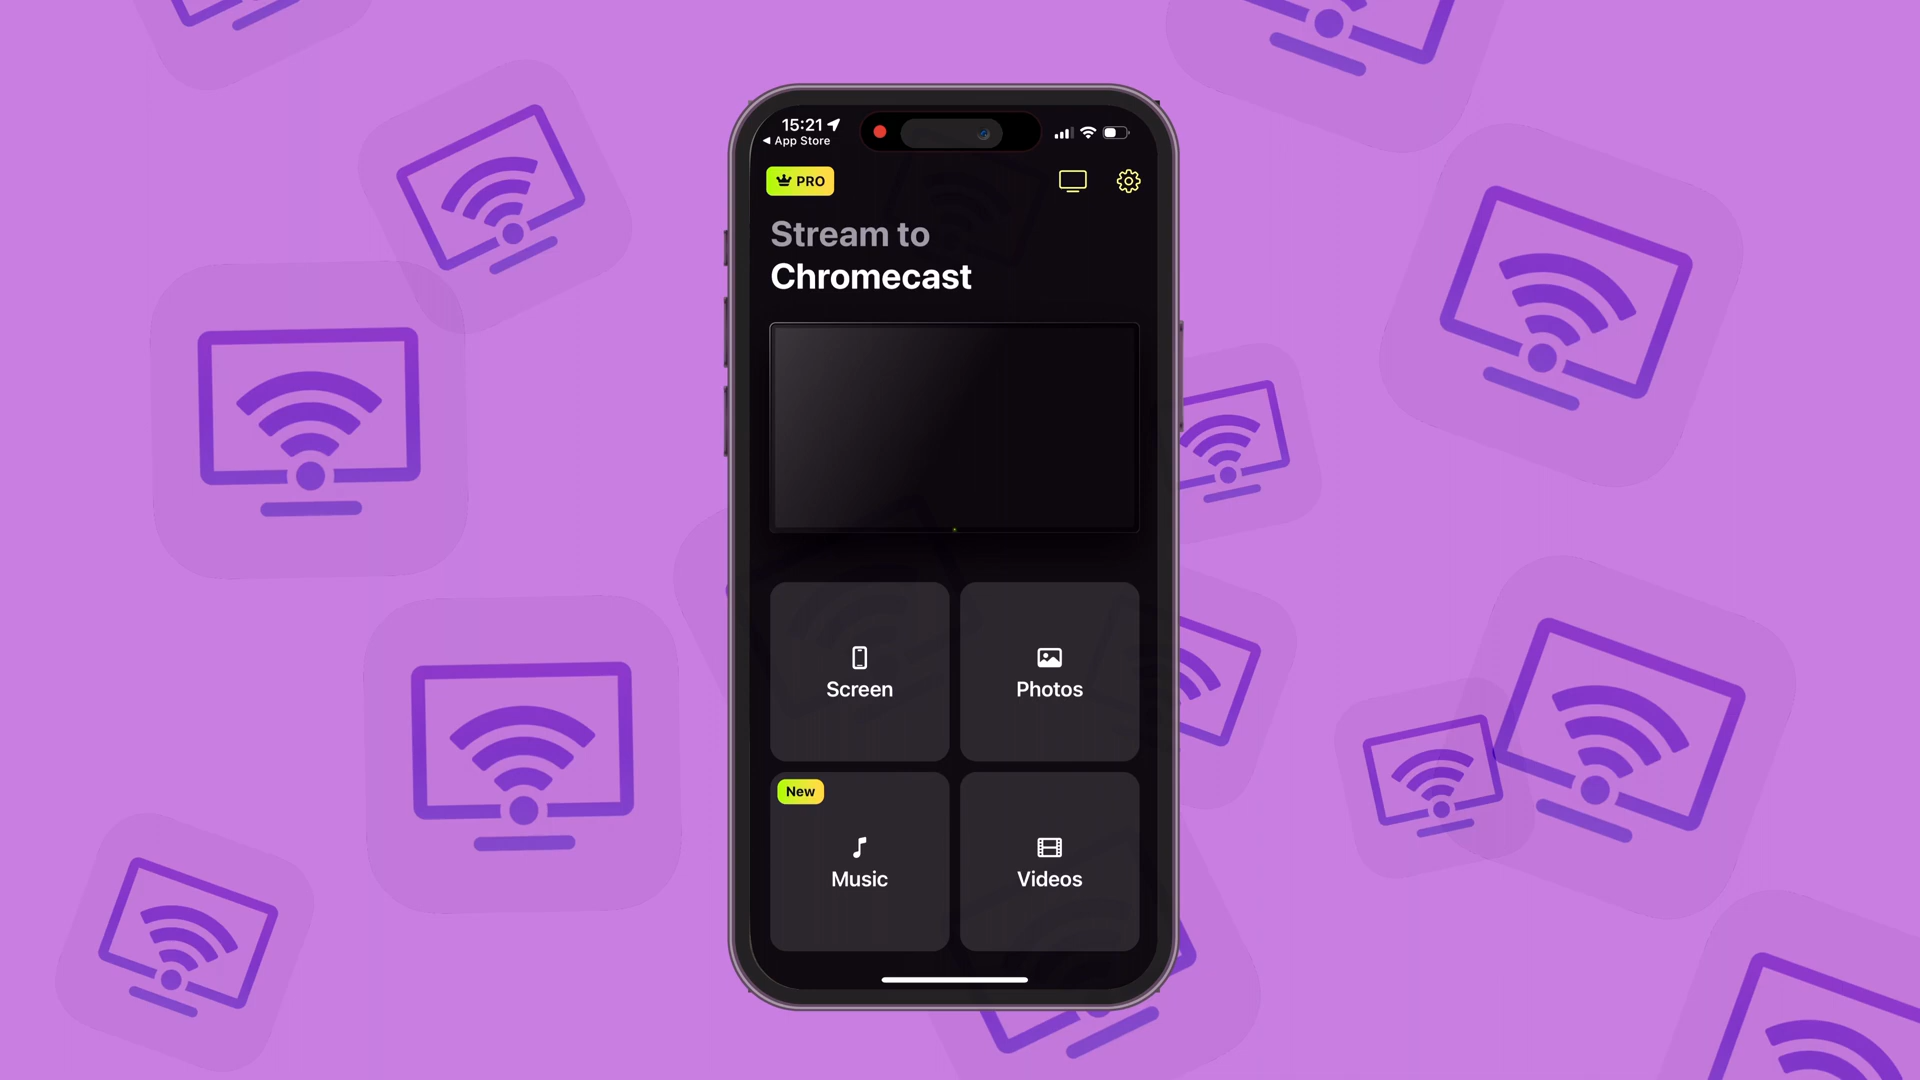 15:21
App Store
PRO
Stream to
Chromecast
Screen
Photos
New
Music
Videos